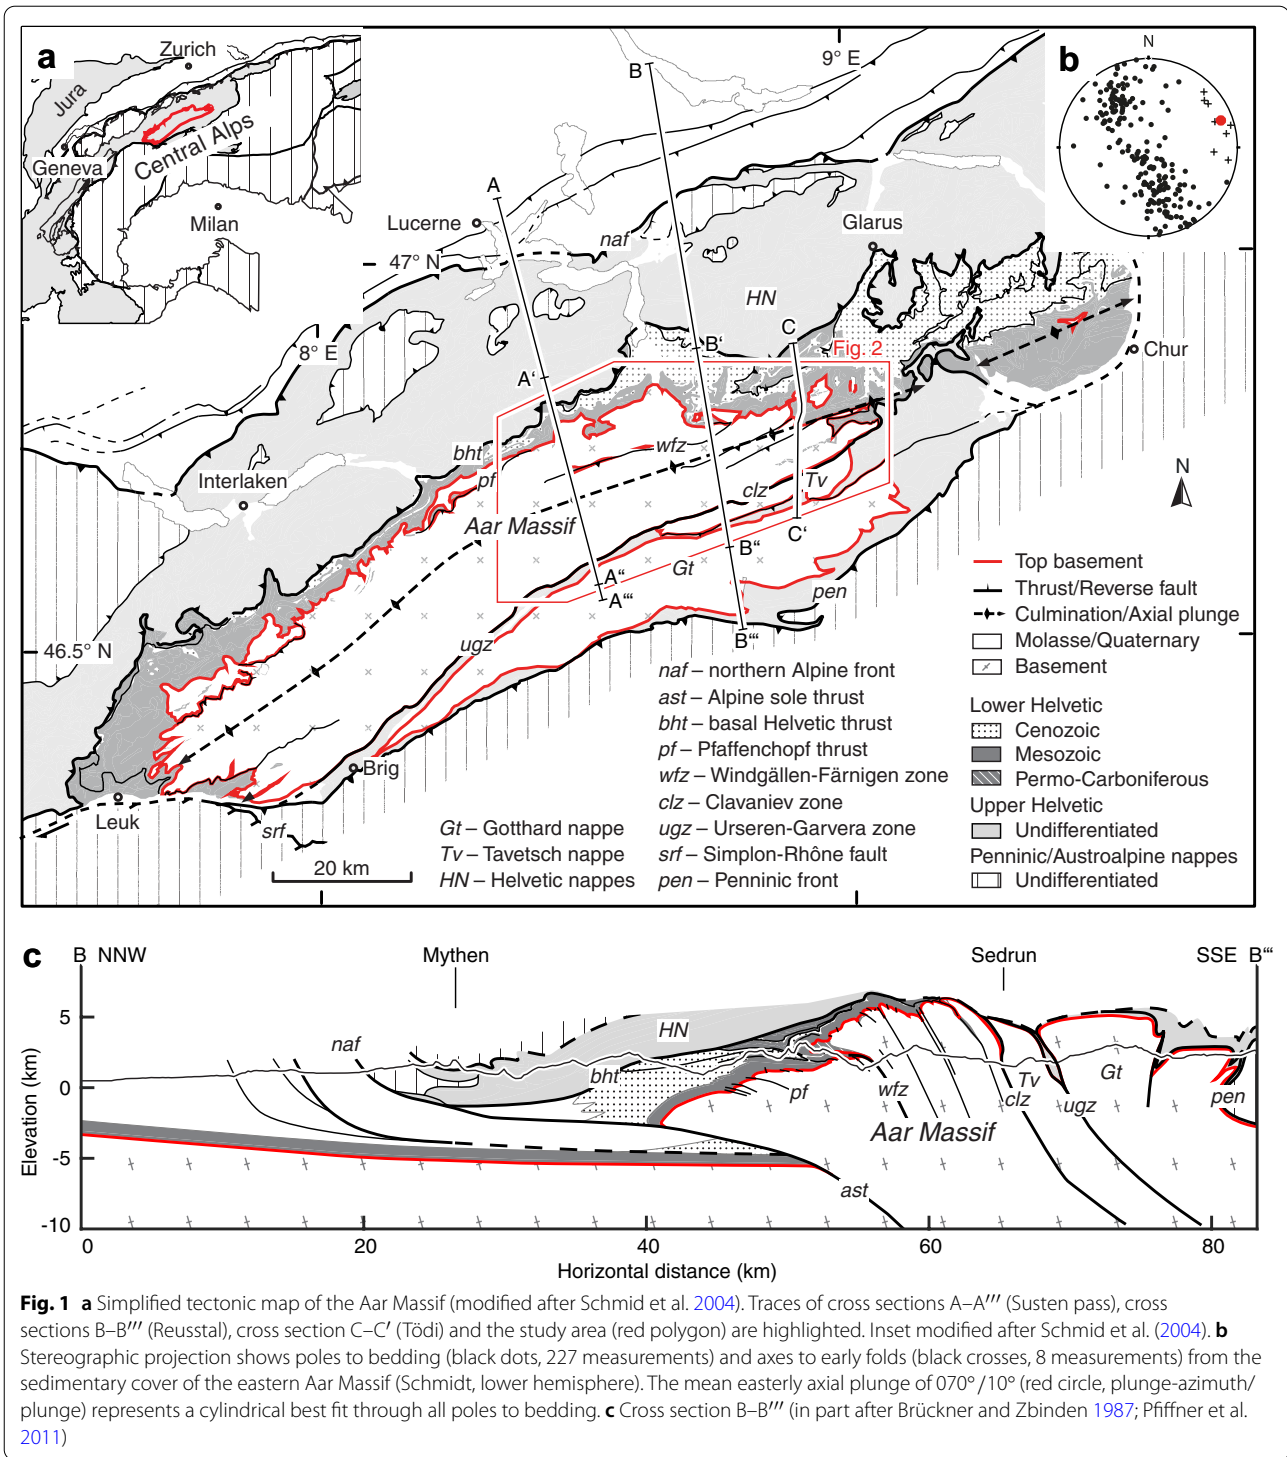 a
Zurich
Jura
Central Alps
Geneva
Milan
9° E
b
N
B
A
Lucerne
naf
47° N
Glarus
HN
C
8° E
B‘
Fig. 2
Chur
A‘
bht
wfz
pf
Interlaken
clz
Tv
N
Aar Massif
C‘
B“
Gt
A“
A“‘
pen
B“‘
46.5° N
ugz
Brig
Leuk
srf
20 km
Top basement
Thrust/Reverse fault
Culmination/Axial plunge
Molasse/Quaternary
Basement
Lower Helvetic
Cenozoic
Mesozoic
Permo-Carboniferous
Upper Helvetic
Undifferentiated
Penninic/Austroalpine nappes
Undifferentiated
naf – northern Alpine front
ast – Alpine sole thrust
bht – basal Helvetic thrust
pf – Pfaffenchopf thrust
wfz – Windgällen-Färnigen zone
clz – Clavaniev zone
Gt – Gotthard nappe
ugz – Urseren-Garvera zone
Tv – Tavetsch nappe
srf – Simplon-Rhône fault
HN – Helvetic nappes
pen – Penninic front
c
B NNW
Mythen
Sedrun
SSE B“‘
5
0
-5
-10
Elevation (km)
naf
HN
bht
pf
wfz
Aar Massif
Tv
clz
ugz
Gt
pen
ast
0
20
40
60
80
Horizontal distance (km)
Fig. 1 a Simplified tectonic map of the Aar Massif (modified after Schmid et al. 2004). Traces of cross sections A–A′′′ (Susten pass), cross
sections B–B′′′ (Reusstal), cross section C–C′ (Tödi) and the study area (red polygon) are highlighted. Inset modified after Schmid et al. (2004). b
Stereographic projection shows poles to bedding (black dots, 227 measurements) and axes to early folds (black crosses, 8 measurements) from the
sedimentary cover of the eastern Aar Massif (Schmidt, lower hemisphere). The mean easterly axial plunge of 070°/10° (red circle, plunge-azimuth/
plunge) represents a cylindrical best fit through all poles to bedding. c Cross section B–B′′′ (in part after Brückner and Zbinden 1987; Pfiffner et al.
2011)